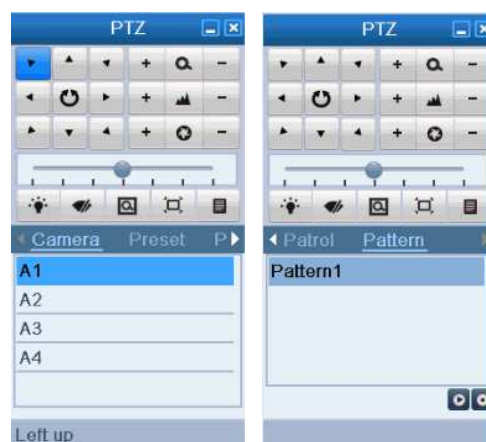 PTZ
Camera Preset P
A1
A2
A3
A4
Left up
PTZ
Patrol Pattern
Pattern1